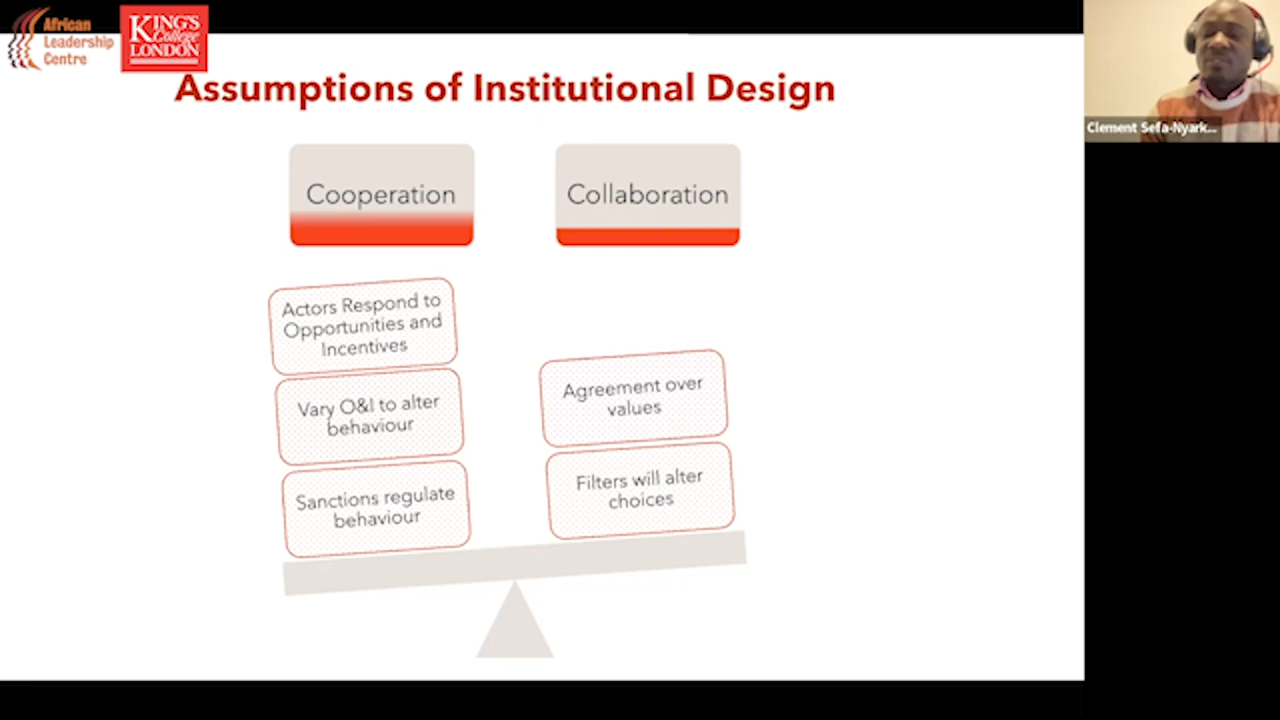 African
Leadership
Centre
KING'S
College
LONDON
Assumptions of Institutional Design
Clement Sefa-Nyark...
Cooperation
Collaboration
Actors Respond to
Opportunities and
Incentives
Vary O&I to alter
behaviour
Sanctions regulate
behaviour
Agreement over
values
Filters will alter
choices